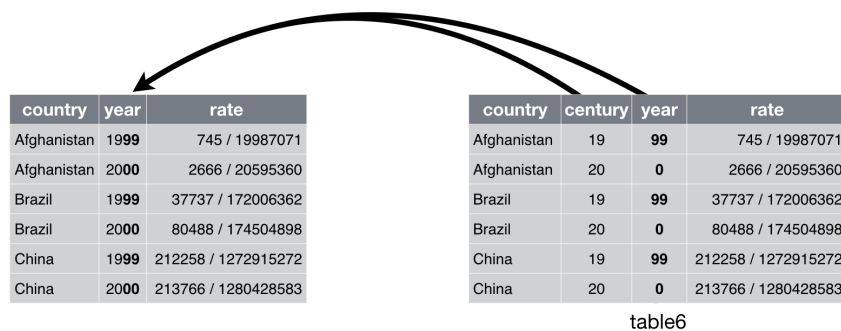 country year rate
Afghanistan 1999 745 / 19987071
Afghanistan 2000 2666 / 20595360
Brazil 1999 37737 / 172006362
Brazil 2000 80488 / 174504898
China 1999 212258 / 1272915272
China 2000 213766 / 1280428583
country century year rate
Afghanistan 19 99 745 / 19987071
Afghanistan 20 0 2666 / 20595360
Brazil 19 99 37737 / 172006362
Brazil 20 0 80488 / 174504898
China 19 99 212258 / 1272915272
China 20 0 213766 / 1280428583
table6